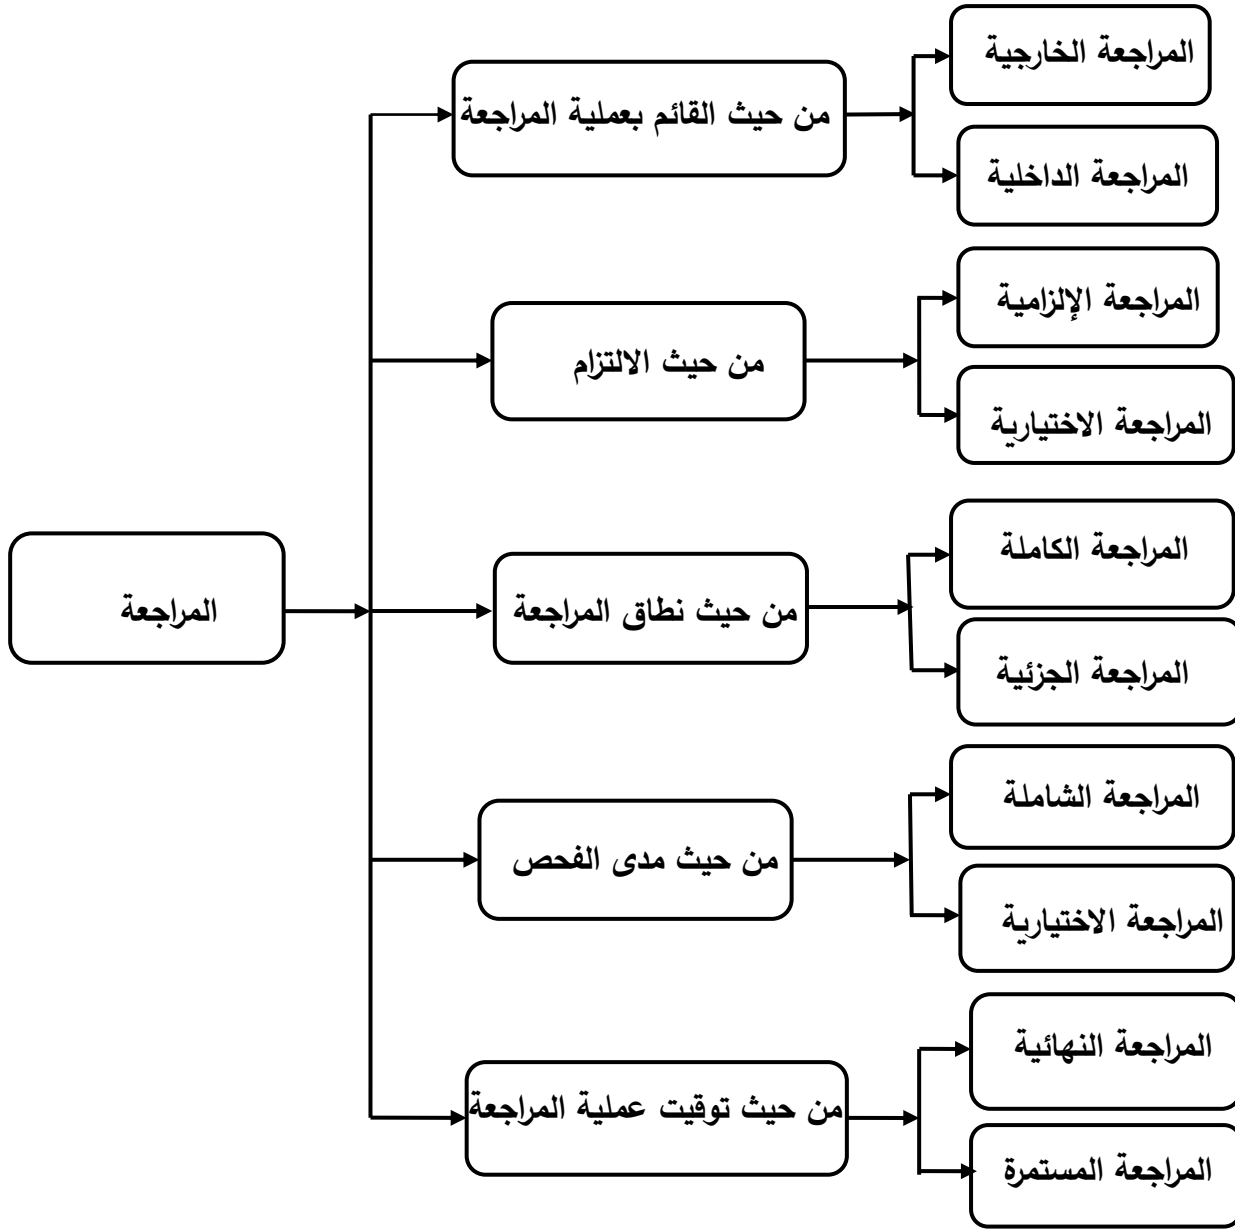 المراجعة
من حيث القائم بعملية المراجعة
المراجعة الخارجية
المراجعة الداخلية
من حيث الالتزام
المراجعة الإلزامية
المراجعة الاختيارية
من حيث نطاق المراجعة
المراجعة الكاملة
المراجعة الجزئية
من حيث مدى الفحص
المراجعة الشاملة
المراجعة الاختيارية
من حيث توقيت عملية المراجعة
المراجعة النهائية
المراجعة المستمرة